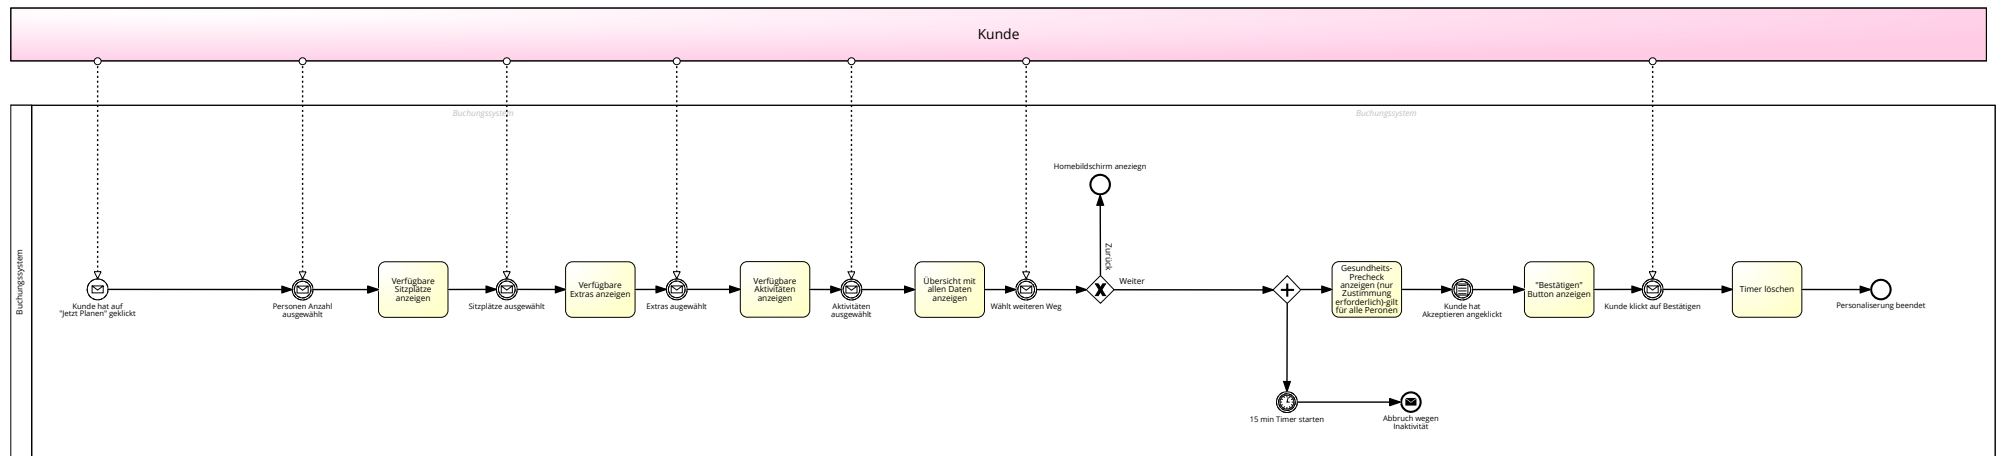 Kunde
Buchungssystem
Buchungssystem
Buchungssystem
Homebildschirm aneziegn
Zurück
Weiter
Kunde hat auf
"Jetzt Planen" geklickt
Personen Anzahl
ausgewählt
Verfügbare
Sitzplätze
anzeigen
Sitzplätze ausgewählt
Verfügbare
Extras anzeigen
Extras augewählt
Verfügbare
Aktivitäten
anzeigen
Aktivitäten
ausgewählt
Übersicht mit
allen Daten
anzeigen
Wählt weiteren Weg
Gesundheits-
Precheck
anzeigen (nur
Zustimmung
erforderlich)-gilt
für alle Peronen
Kunde hat
Akzeptieren angeklickt
"Bestätigen"
Button anzeigen
Kunde klickt auf Bestätigen
Timer löschen
Personaliserung beendet
15 min Timer starten
Abbruch wegen
Inaktivität